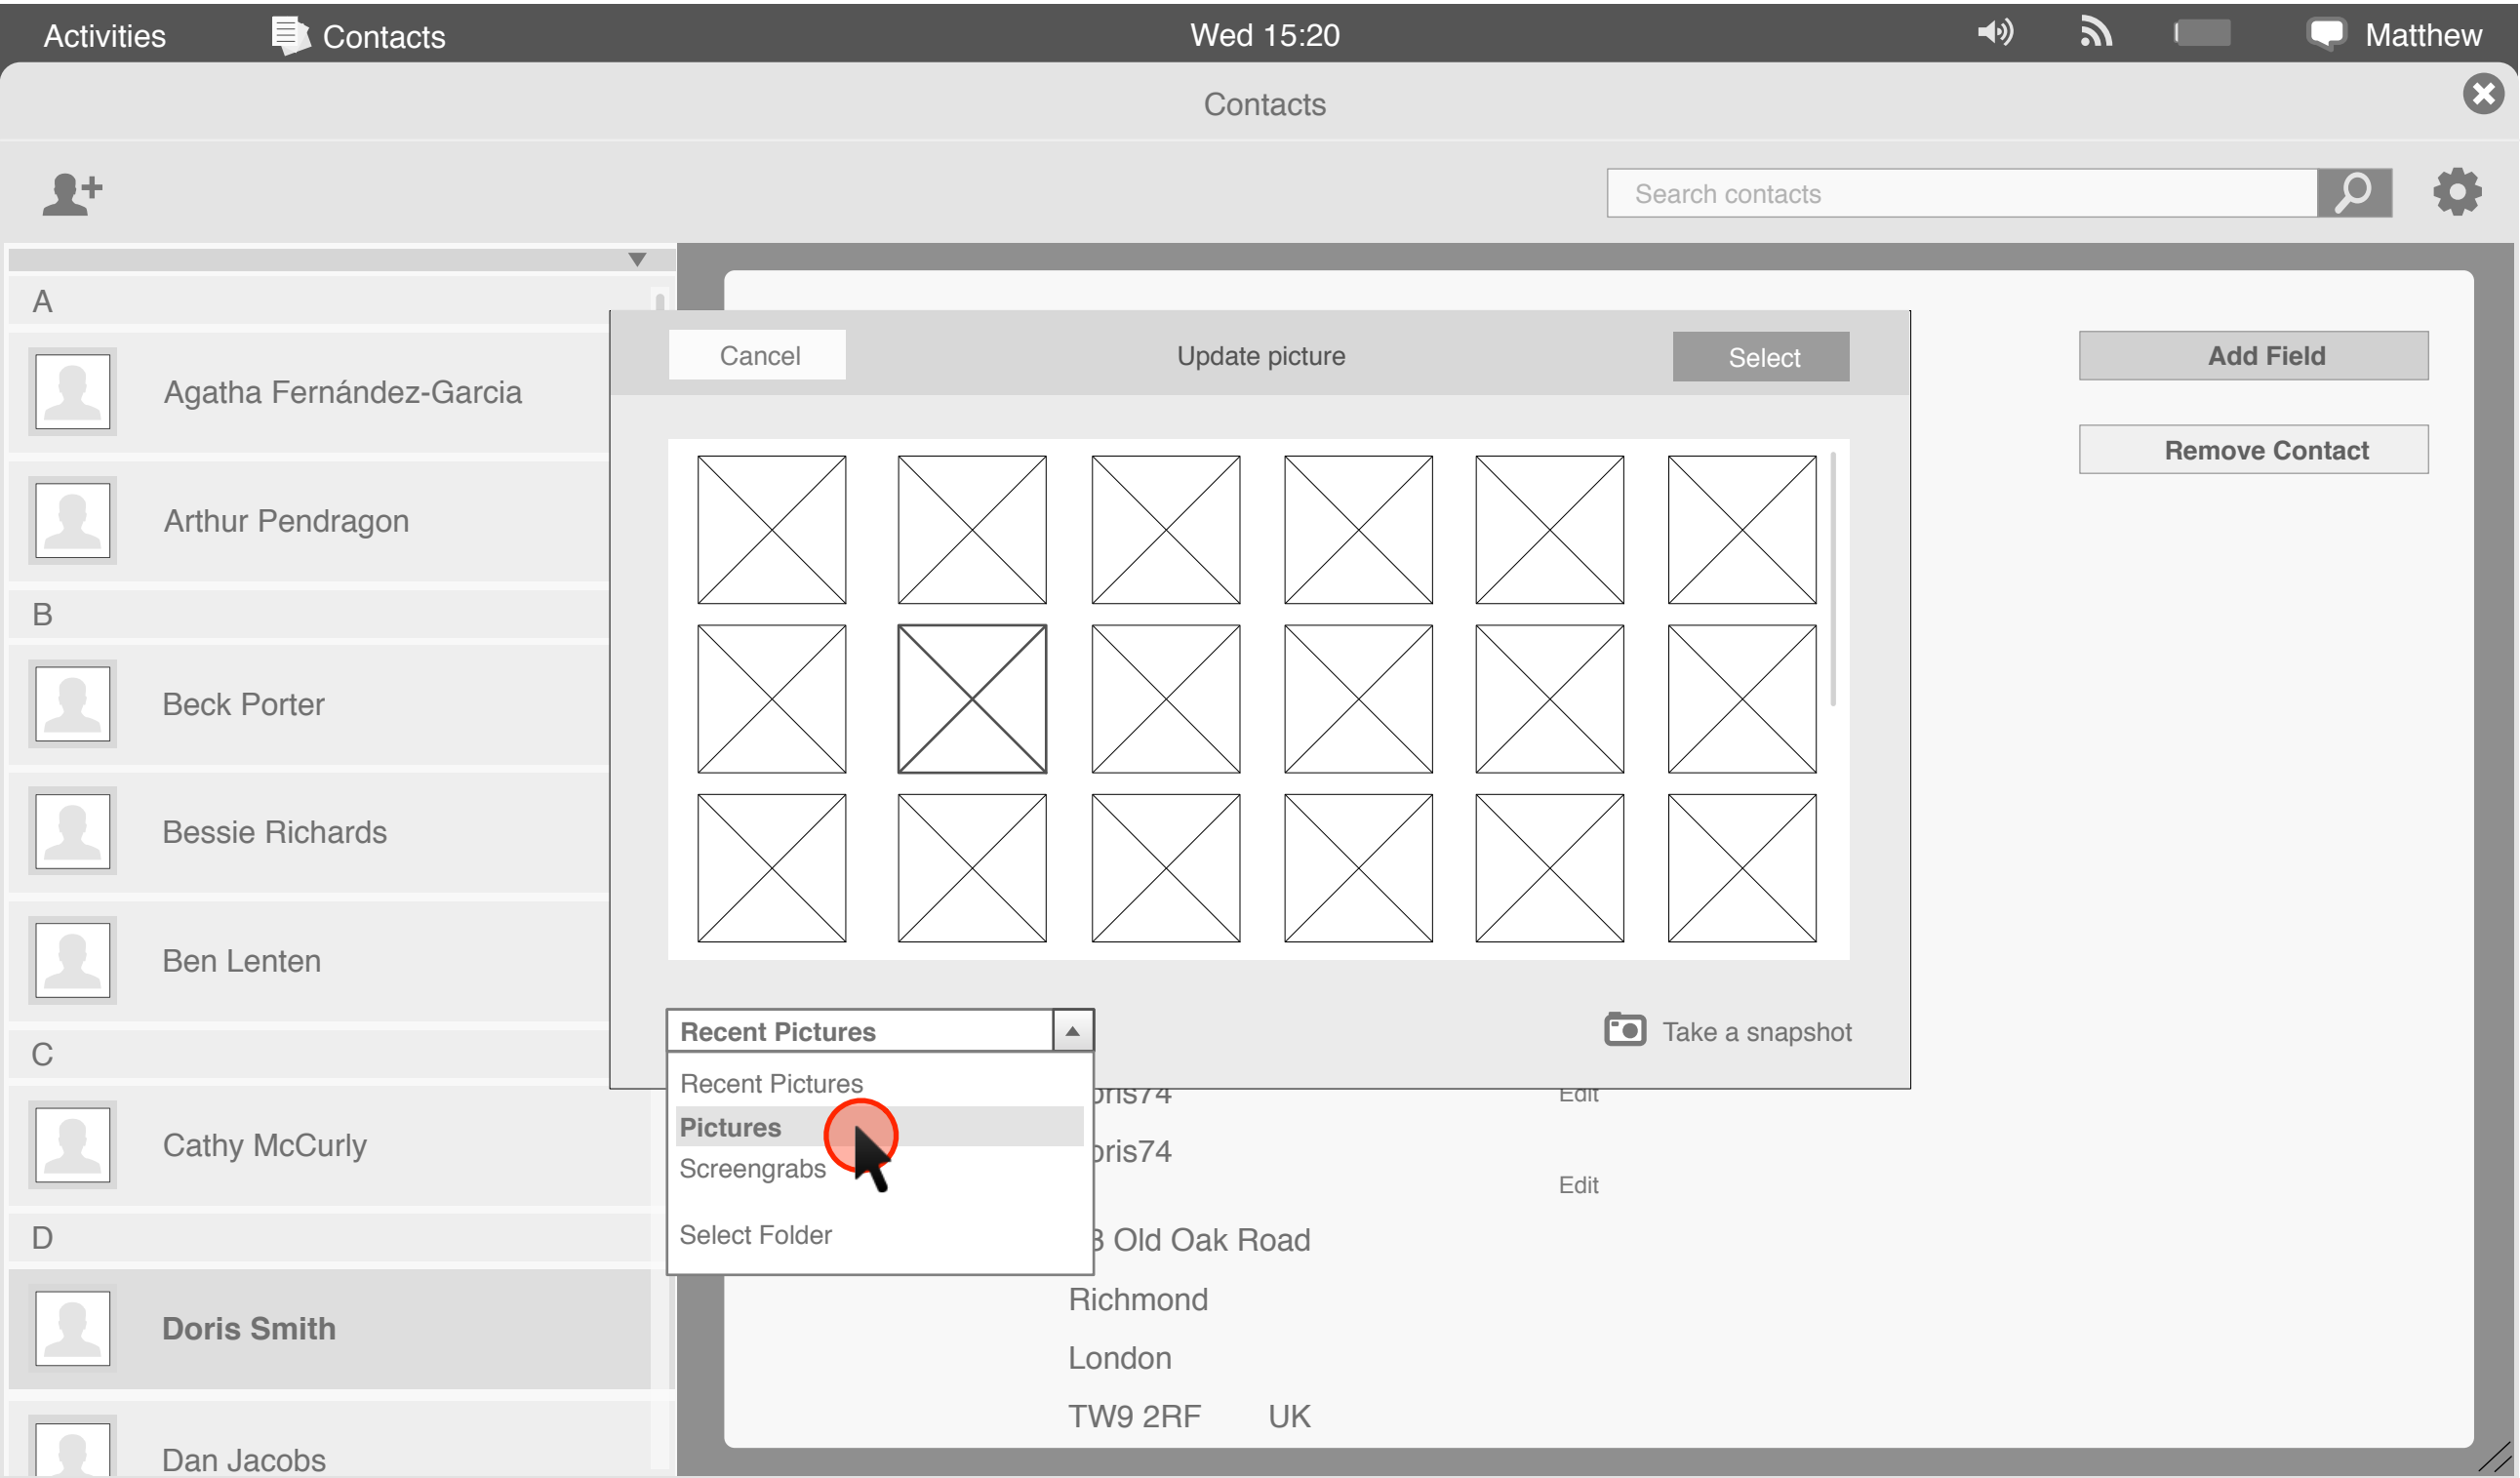 Activities Contacts Wed 15:20 Matthew
Contacts
Search contacts
A
Agatha Fernández-Garcia
Arthur Pendragon
B
Beck Porter
Bessie Richards
Ben Lenten
C
Cathy McCurly
D
Doris Smith
Dan Jacobs
Cancel Update picture Select
Recent Pictures
Take a snapshot
Recent Pictures
Pictures
Screengrabs
Select Folder
Add Field
Remove Contact
Edit
Edit
Old Oak Road
Richmond
London
TW9 2RF UK